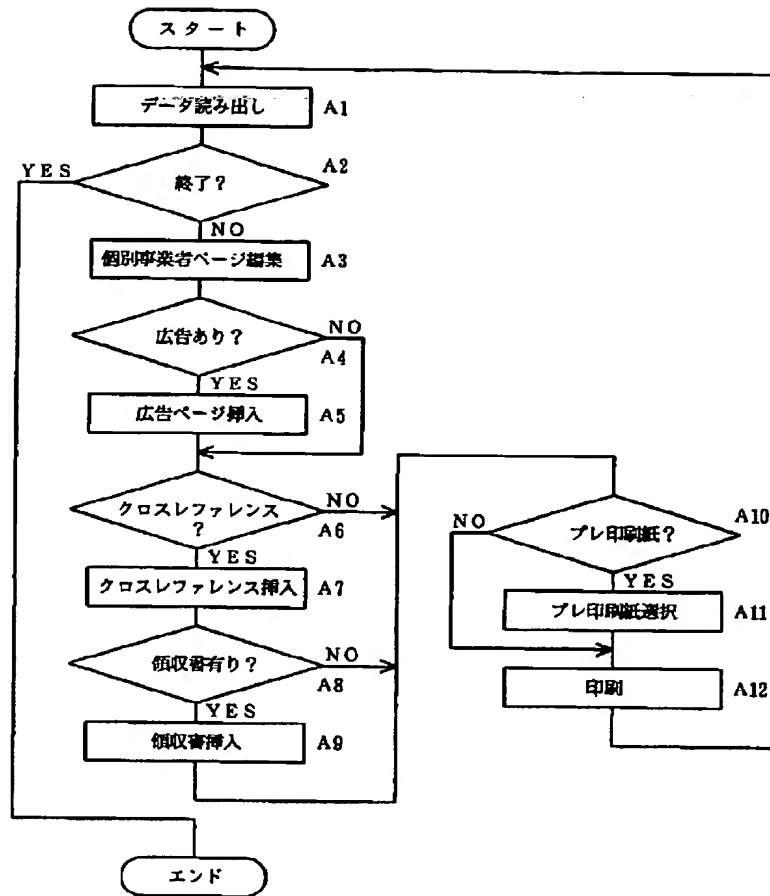 スタート
データ読み出し A1
YES
終了? A2
NO
個別事業者ページ編集 A3
広告あり? NO
A4
YES
広告ページ挿入 A5
クロスレファレンス
? NO
A6
YES
クロスレファレンス挿入 A7
領収書有り? NO
A8
YES
領収書挿入 A9
エンド
NO プレ印刷紙? A10
YES
プレ印刷紙選択 A11
印刷 A12